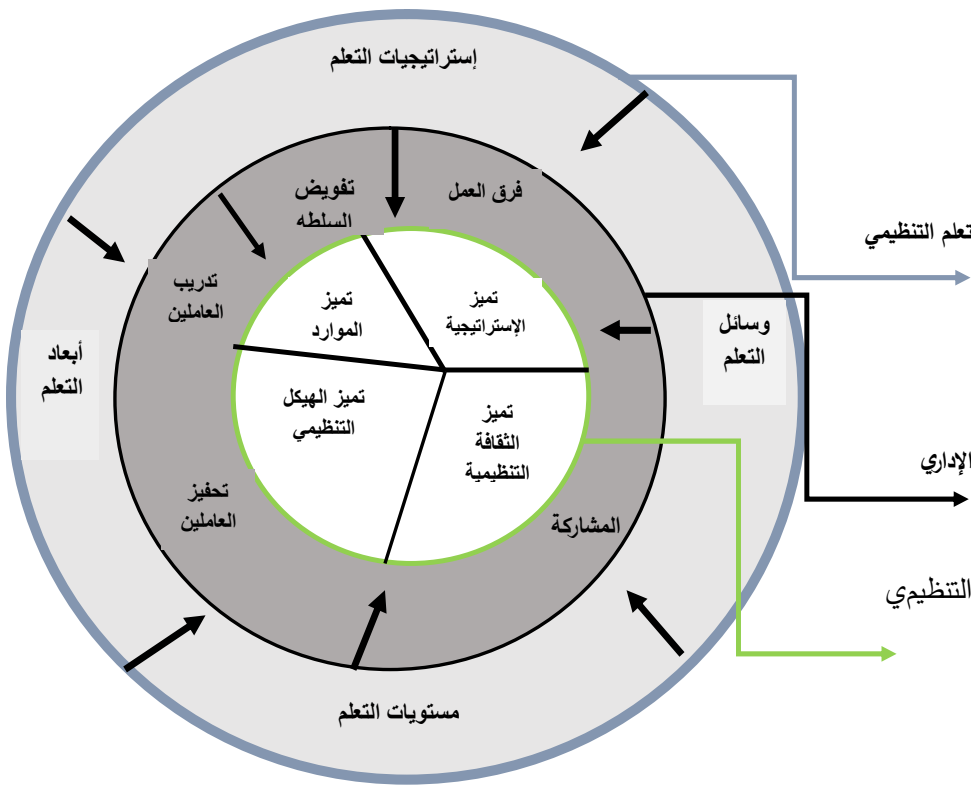 إستراتيجيات التعلم
فرق العمل
تفويض
السلطه
تعلم التنظيمي
تدريب
العاملين
تميز
الإستراتيجية
تميز
الموارد
وسائل
التعلم
أبعاد
التعلم
تميز الهيكل
التنظيمي
تميز
الثقافة
التنظيمية
الإداري
تحفيز
العاملين
المشاركة
التنظيمي
مستويات التعلم